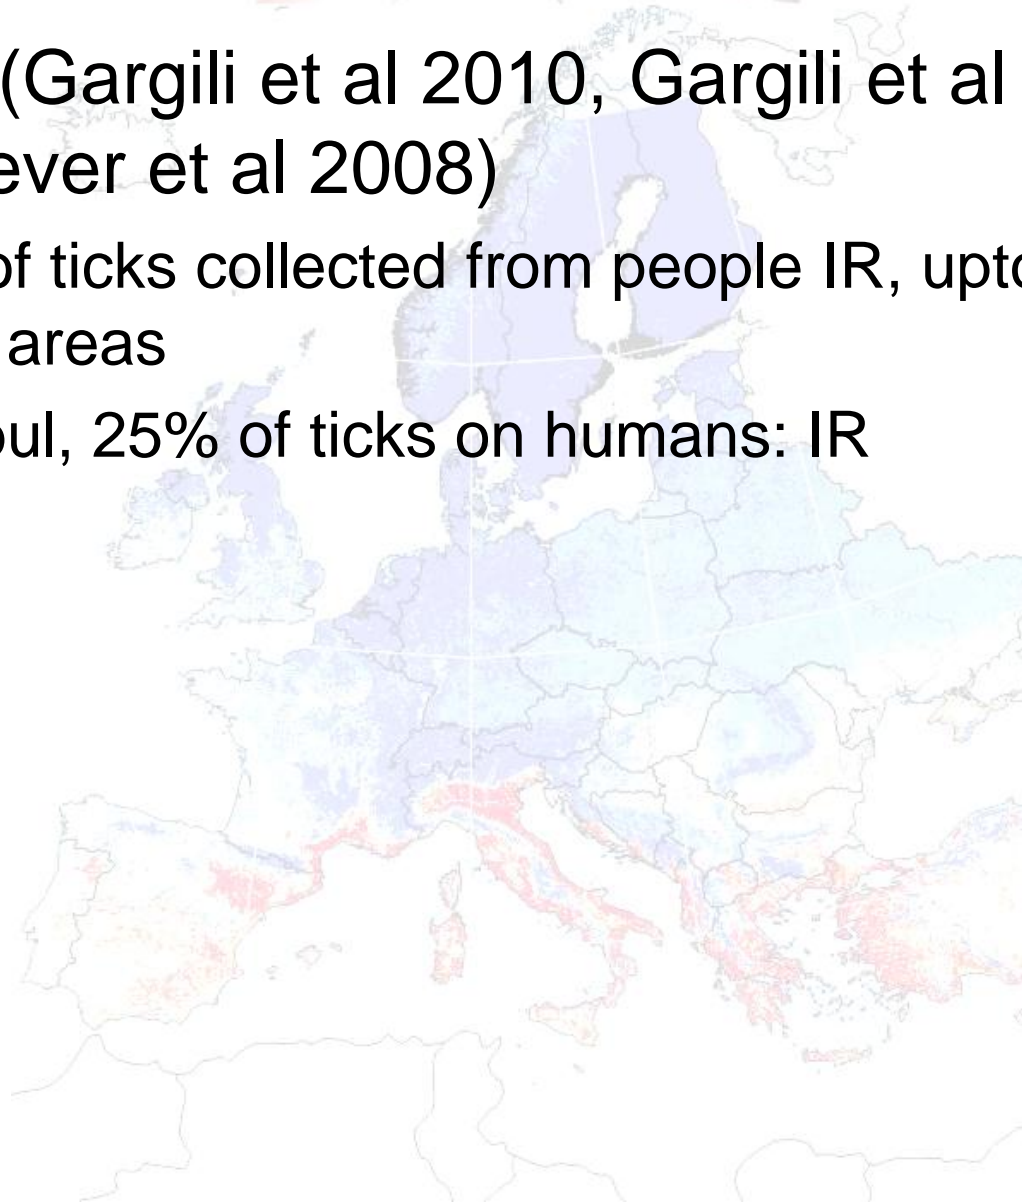 (Gargili et al 2010, Gargili et al
ever et al 2008)
of ticks collected from people IR, upto
areas
oul, 25% of ticks on humans: IR